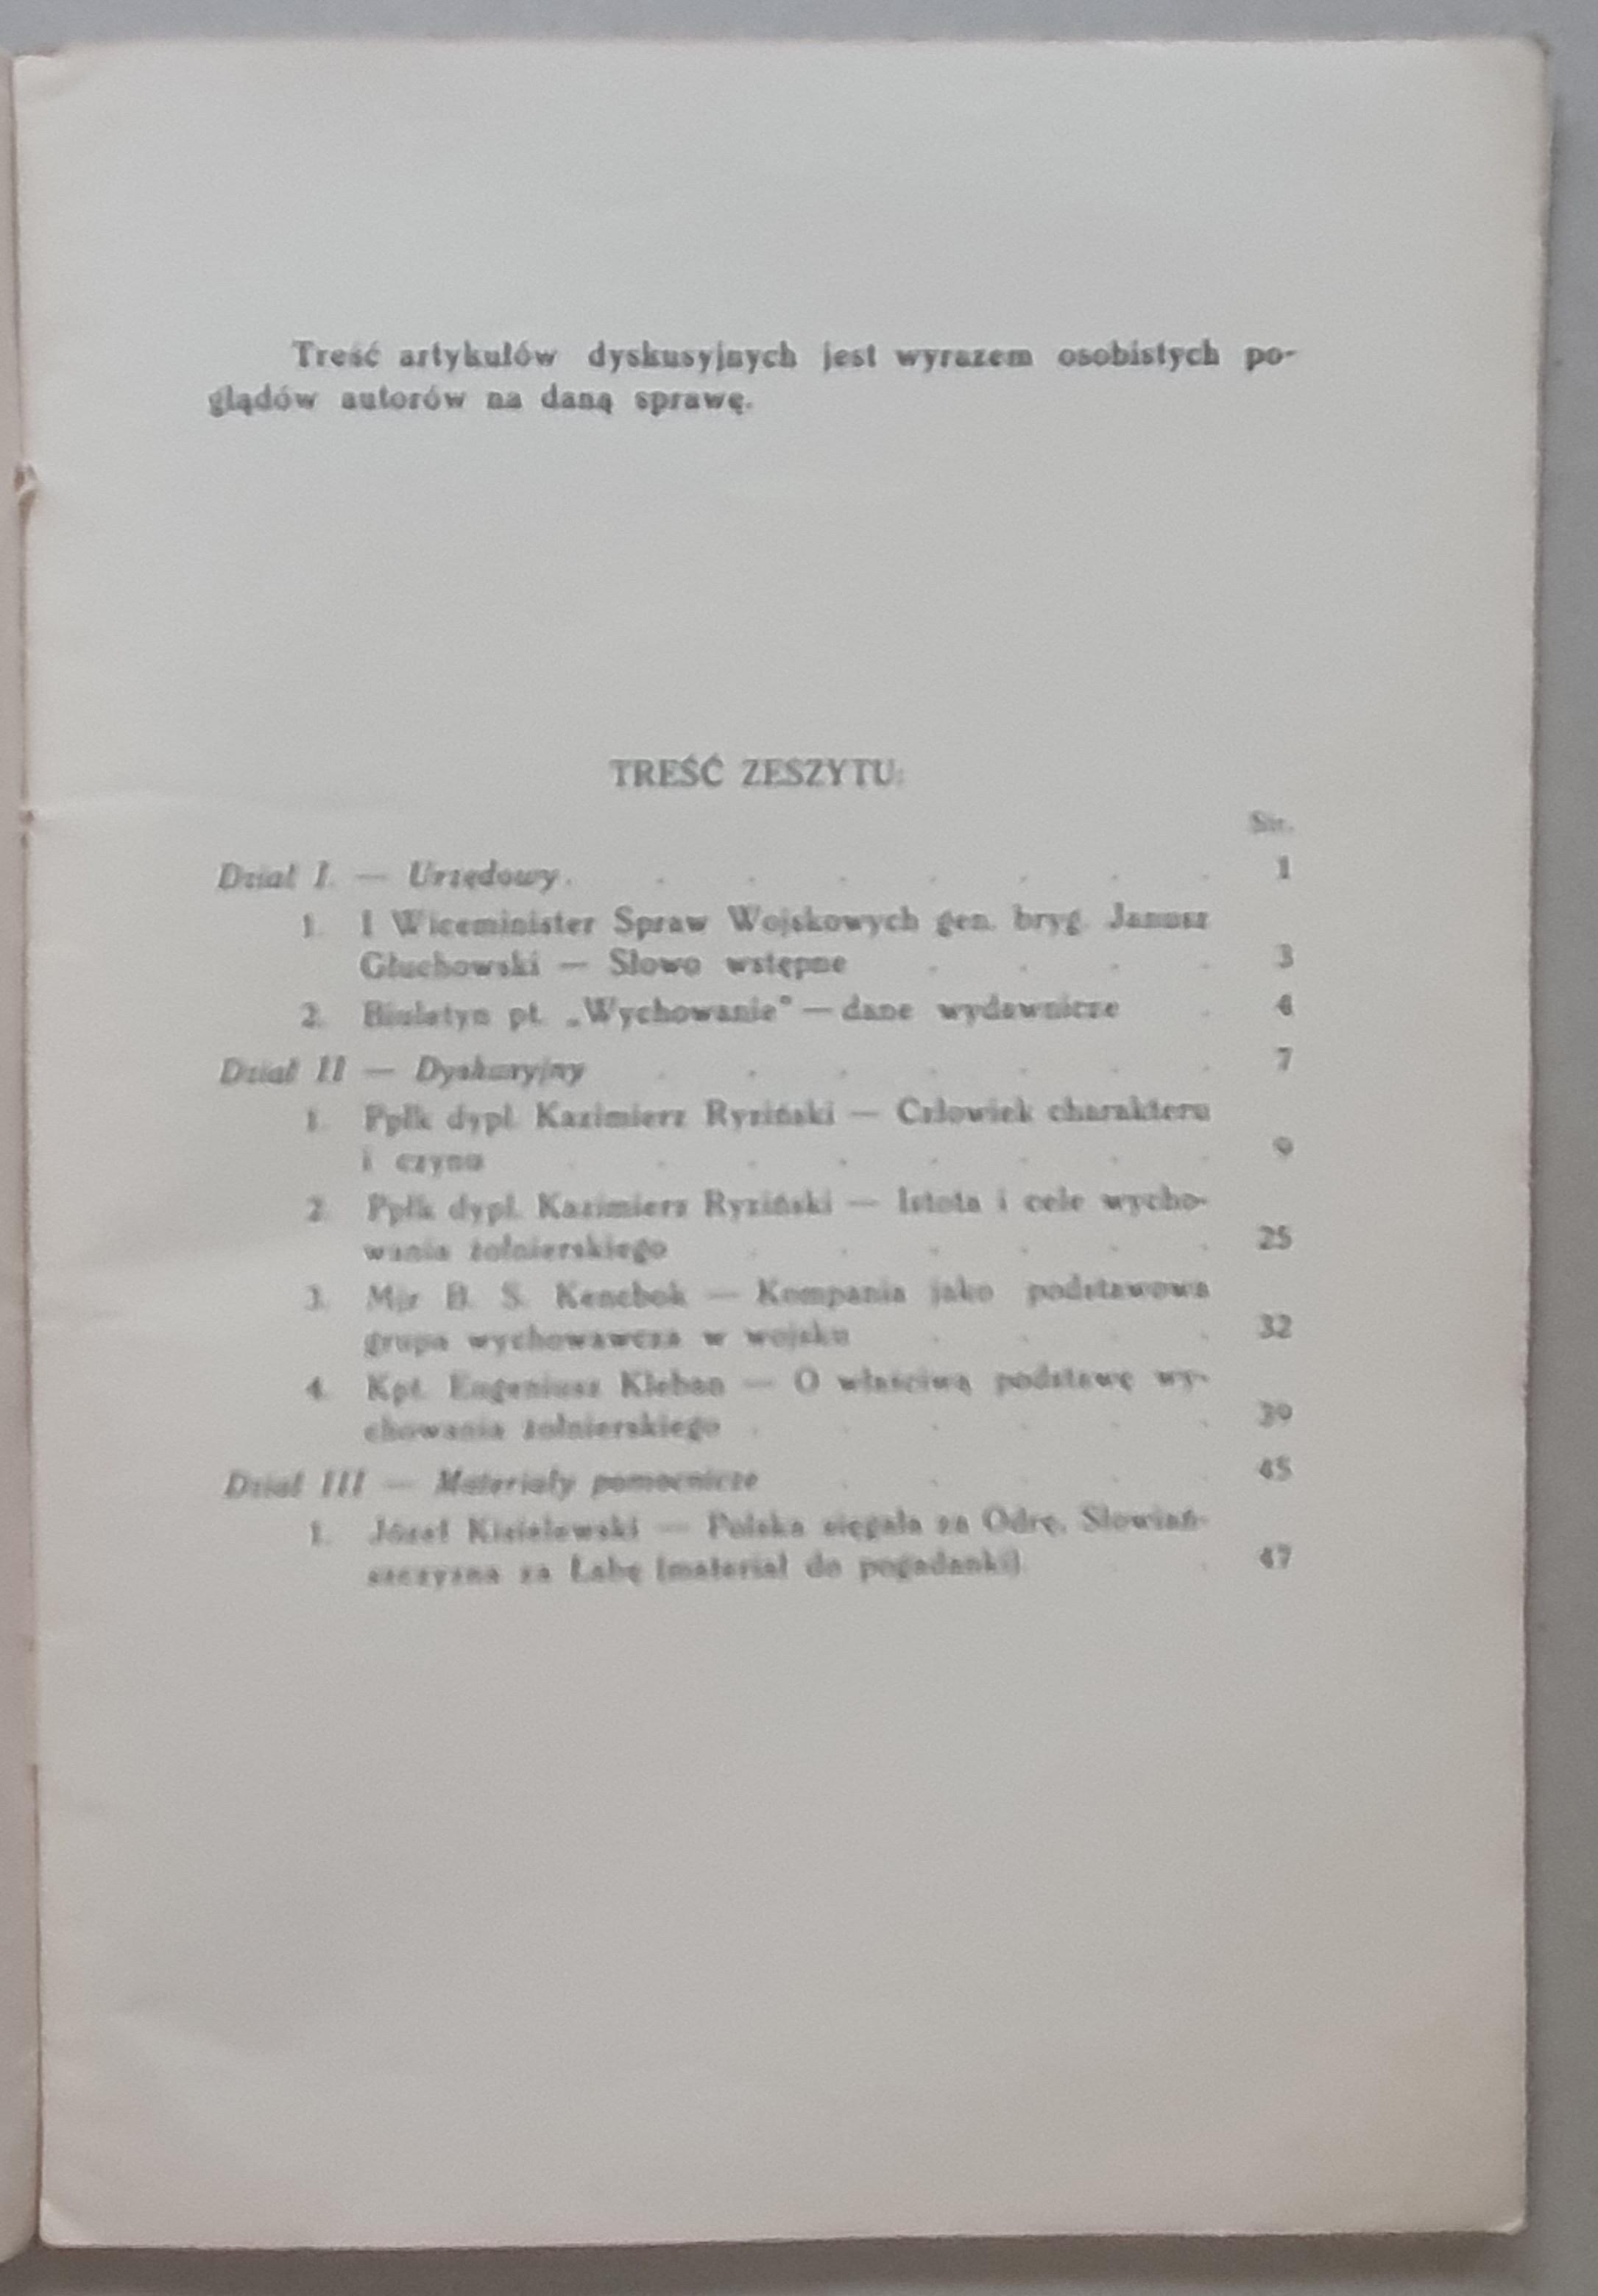 Treść artykułów dyskusyjnych jest wyrazem osobistych po-
glądów autorów na daną sprawę.
TREŚĆ ZESZYTU:
Str.
Dział I. — Urzędowy. 1
1. I Wiceminister Spraw Wojskowych gen. bryg. Janusz
Głuchowski — Słowo wstępne 3
2. Biuletyn pt. „Wychowanie" — dane wydawnicze 4
Dział II — Dyskusyjny 7
1. Ppłk dypl. Kazimierz Ryziński — Człowiek charakteru
i czynu 9
2. Ppłk dypl. Kazimierz Ryziński — Istota i cele wycho-
wania żołnierskiego 25
3. Mjr B. S. — Kompania jako podstawowa
grupa wychowawcza w wojsku 32
4. Kpt. Eugeniusz Kleban — O właściwą podstawę wy-
chowania żołnierskiego 39
Dział III — Materiały pomocnicze 45
1. Józef Kisielewski — Polska sięgała za Odrę, Słowiań-
szczyzna za Łabę (materiał do pogadanki) 47